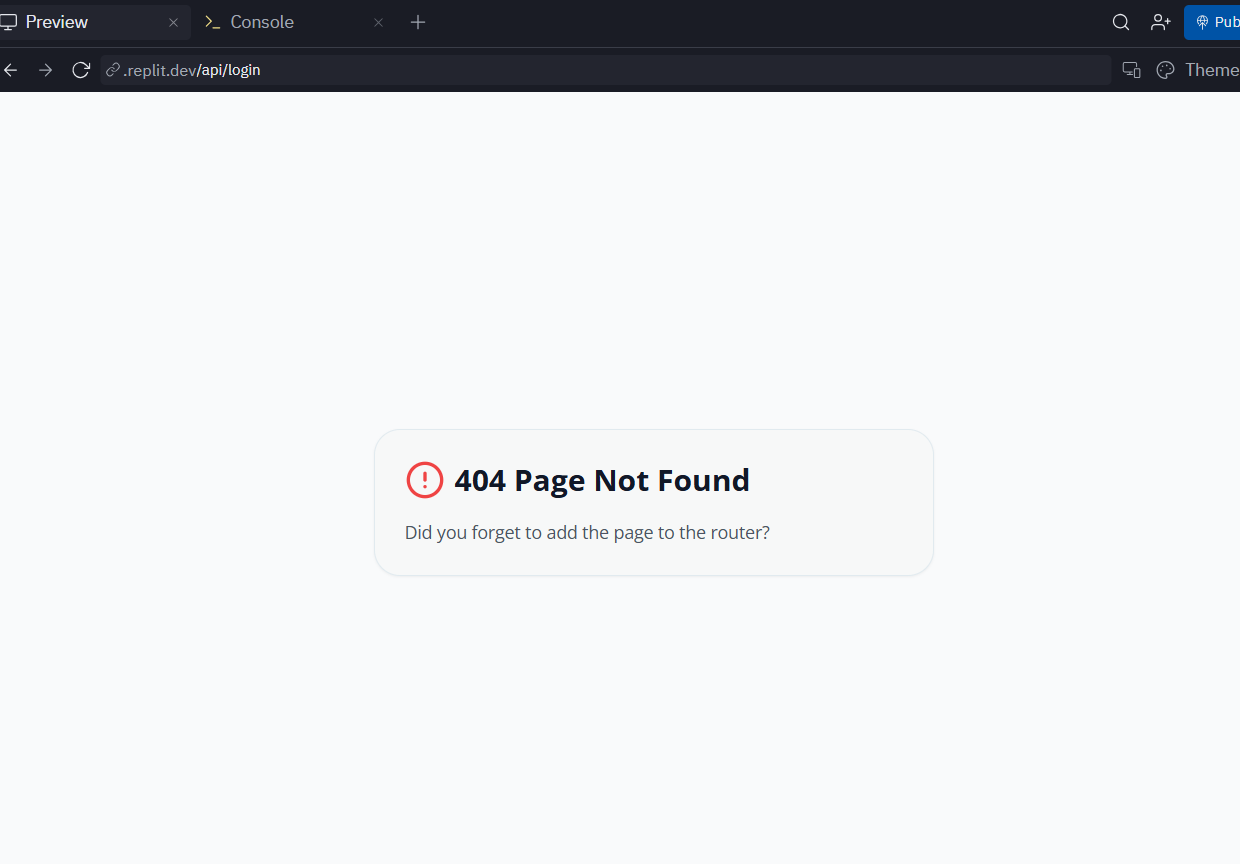 Preview
Console
Pub
.replit.dev/api/login
Theme
404 Page Not Found
Did you forget to add the page to the router?